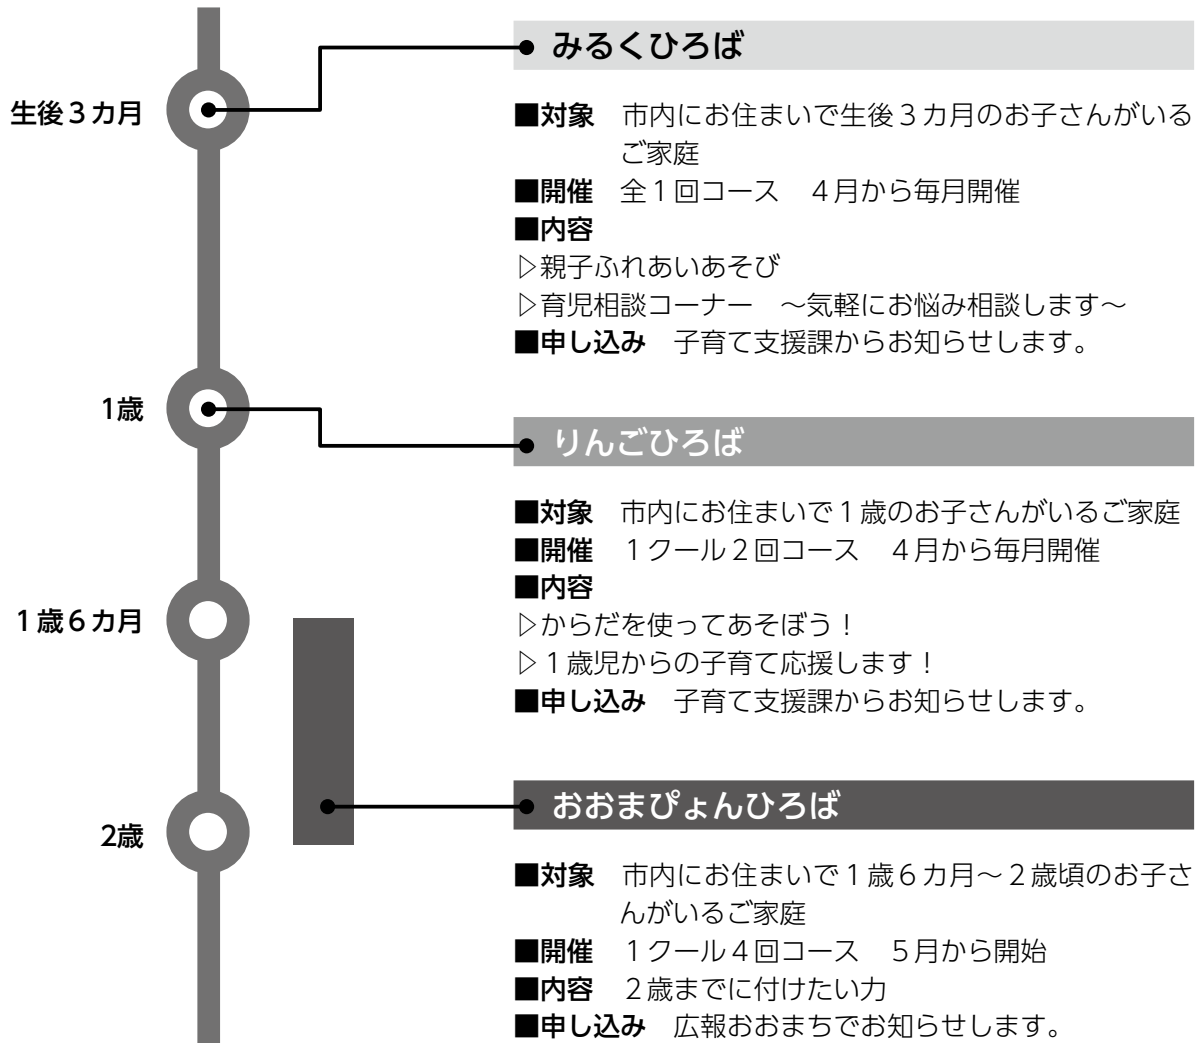 生後３カ月
みるくひろば
■対象　市内にお住まいで生後３カ月のお子さんがいる
ご家庭
■開催　全１回コース　４月から毎月開催
■内容
▷親子ふれあいあそび
▷育児相談コーナー　～気軽にお悩み相談します～
■申し込み　子育て支援課からお知らせします。
1歳
りんごひろば
■対象　市内にお住まいで１歳のお子さんがいるご家庭
■開催　１クール２回コース　４月から毎月開催
■内容
▷からだを使ってあそぼう！
▷１歳児からの子育て応援します！
■申し込み　子育て支援課からお知らせします。
１歳６カ月
2歳
おおまぴょんひろば
■対象　市内にお住まいで１歳６カ月～２歳頃のお子さ
んがいるご家庭
■開催　１クール４回コース　５月から開始
■内容　２歳までに付けたい力
■申し込み　広報おおまちでお知らせします。